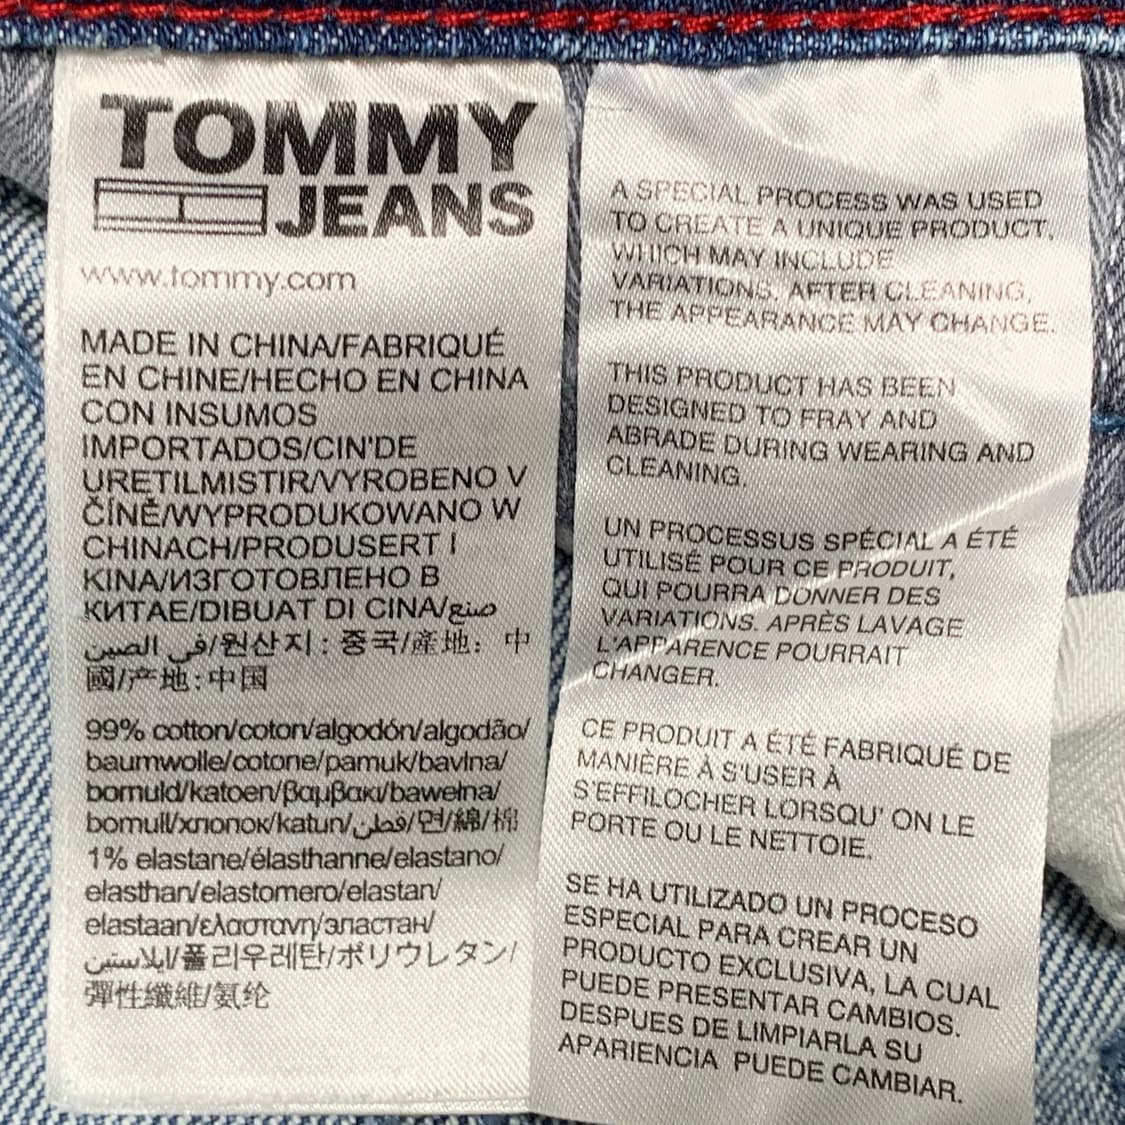 TOMMY
JEANS
www.tommy.com
MADE IN CHINA/FABRIQUÉ
EN CHINE/HECHO EN CHINA
CON INSUMOS
IMPORTADOS/CIN'DE
URETILMISTIR/VYROBENO V
ČÍNĚ/WYPRODUKOWANO W
CHINACH/PRODUSERT I
KINA/ИЗГОТОВЛЕНО В
КИТАЕ/DIBUAT DI CINA/صنع
في الصين/원산지 : 중국/產地: 中
國/产地:中国
99% cotton/coton/algodón/algodão/
baumwolle/cotone/pamuk/bavlna/
bomuld/katoen/βαμβακι/bawełna/
bomull/хлопок/katun/قطن/면/綿/棉
1% elastane/élasthanne/elastano/
elasthan/elastomero/elastan/
elastaan/ελαστανη/эластан/
ايلاستين/폴리우레탄/ポリウレタン/
彈性纖維/氨纶
A SPECIAL PROCESS WAS USED
TO CREATE A UNIQUE PRODUCT,
WHICH MAY INCLUDE
VARIATIONS. AFTER CLEANING,
THE APPEARANCE MAY CHANGE.
THIS PRODUCT HAS BEEN
DESIGNED TO FRAY AND
ABRADE DURING WEARING AND
CLEANING.
UN PROCESSUS SPÉCIAL A ÉTÉ
UTILISÉ POUR CE PRODUIT,
QUI POURRA DONNER DES
VARIATIONS. APRÈS LAVAGE
L'APPARENCE POURRAIT
CHANGER.
CE PRODUIT A ÉTÉ FABRIQUÉ DE
MANIÈRE À S'USER À
S'EFFILOCHER LORSQU' ON LE
PORTE OU LE NETTOIE.
SE HA UTILIZADO UN PROCESO
ESPECIAL PARA CREAR UN
PRODUCTO EXCLUSIVA, LA CUAL
PUEDE PRESENTAR CAMBIOS.
DESPUES DE LIMPIARLA SU
APARIENCIA PUEDE CAMBIAR.